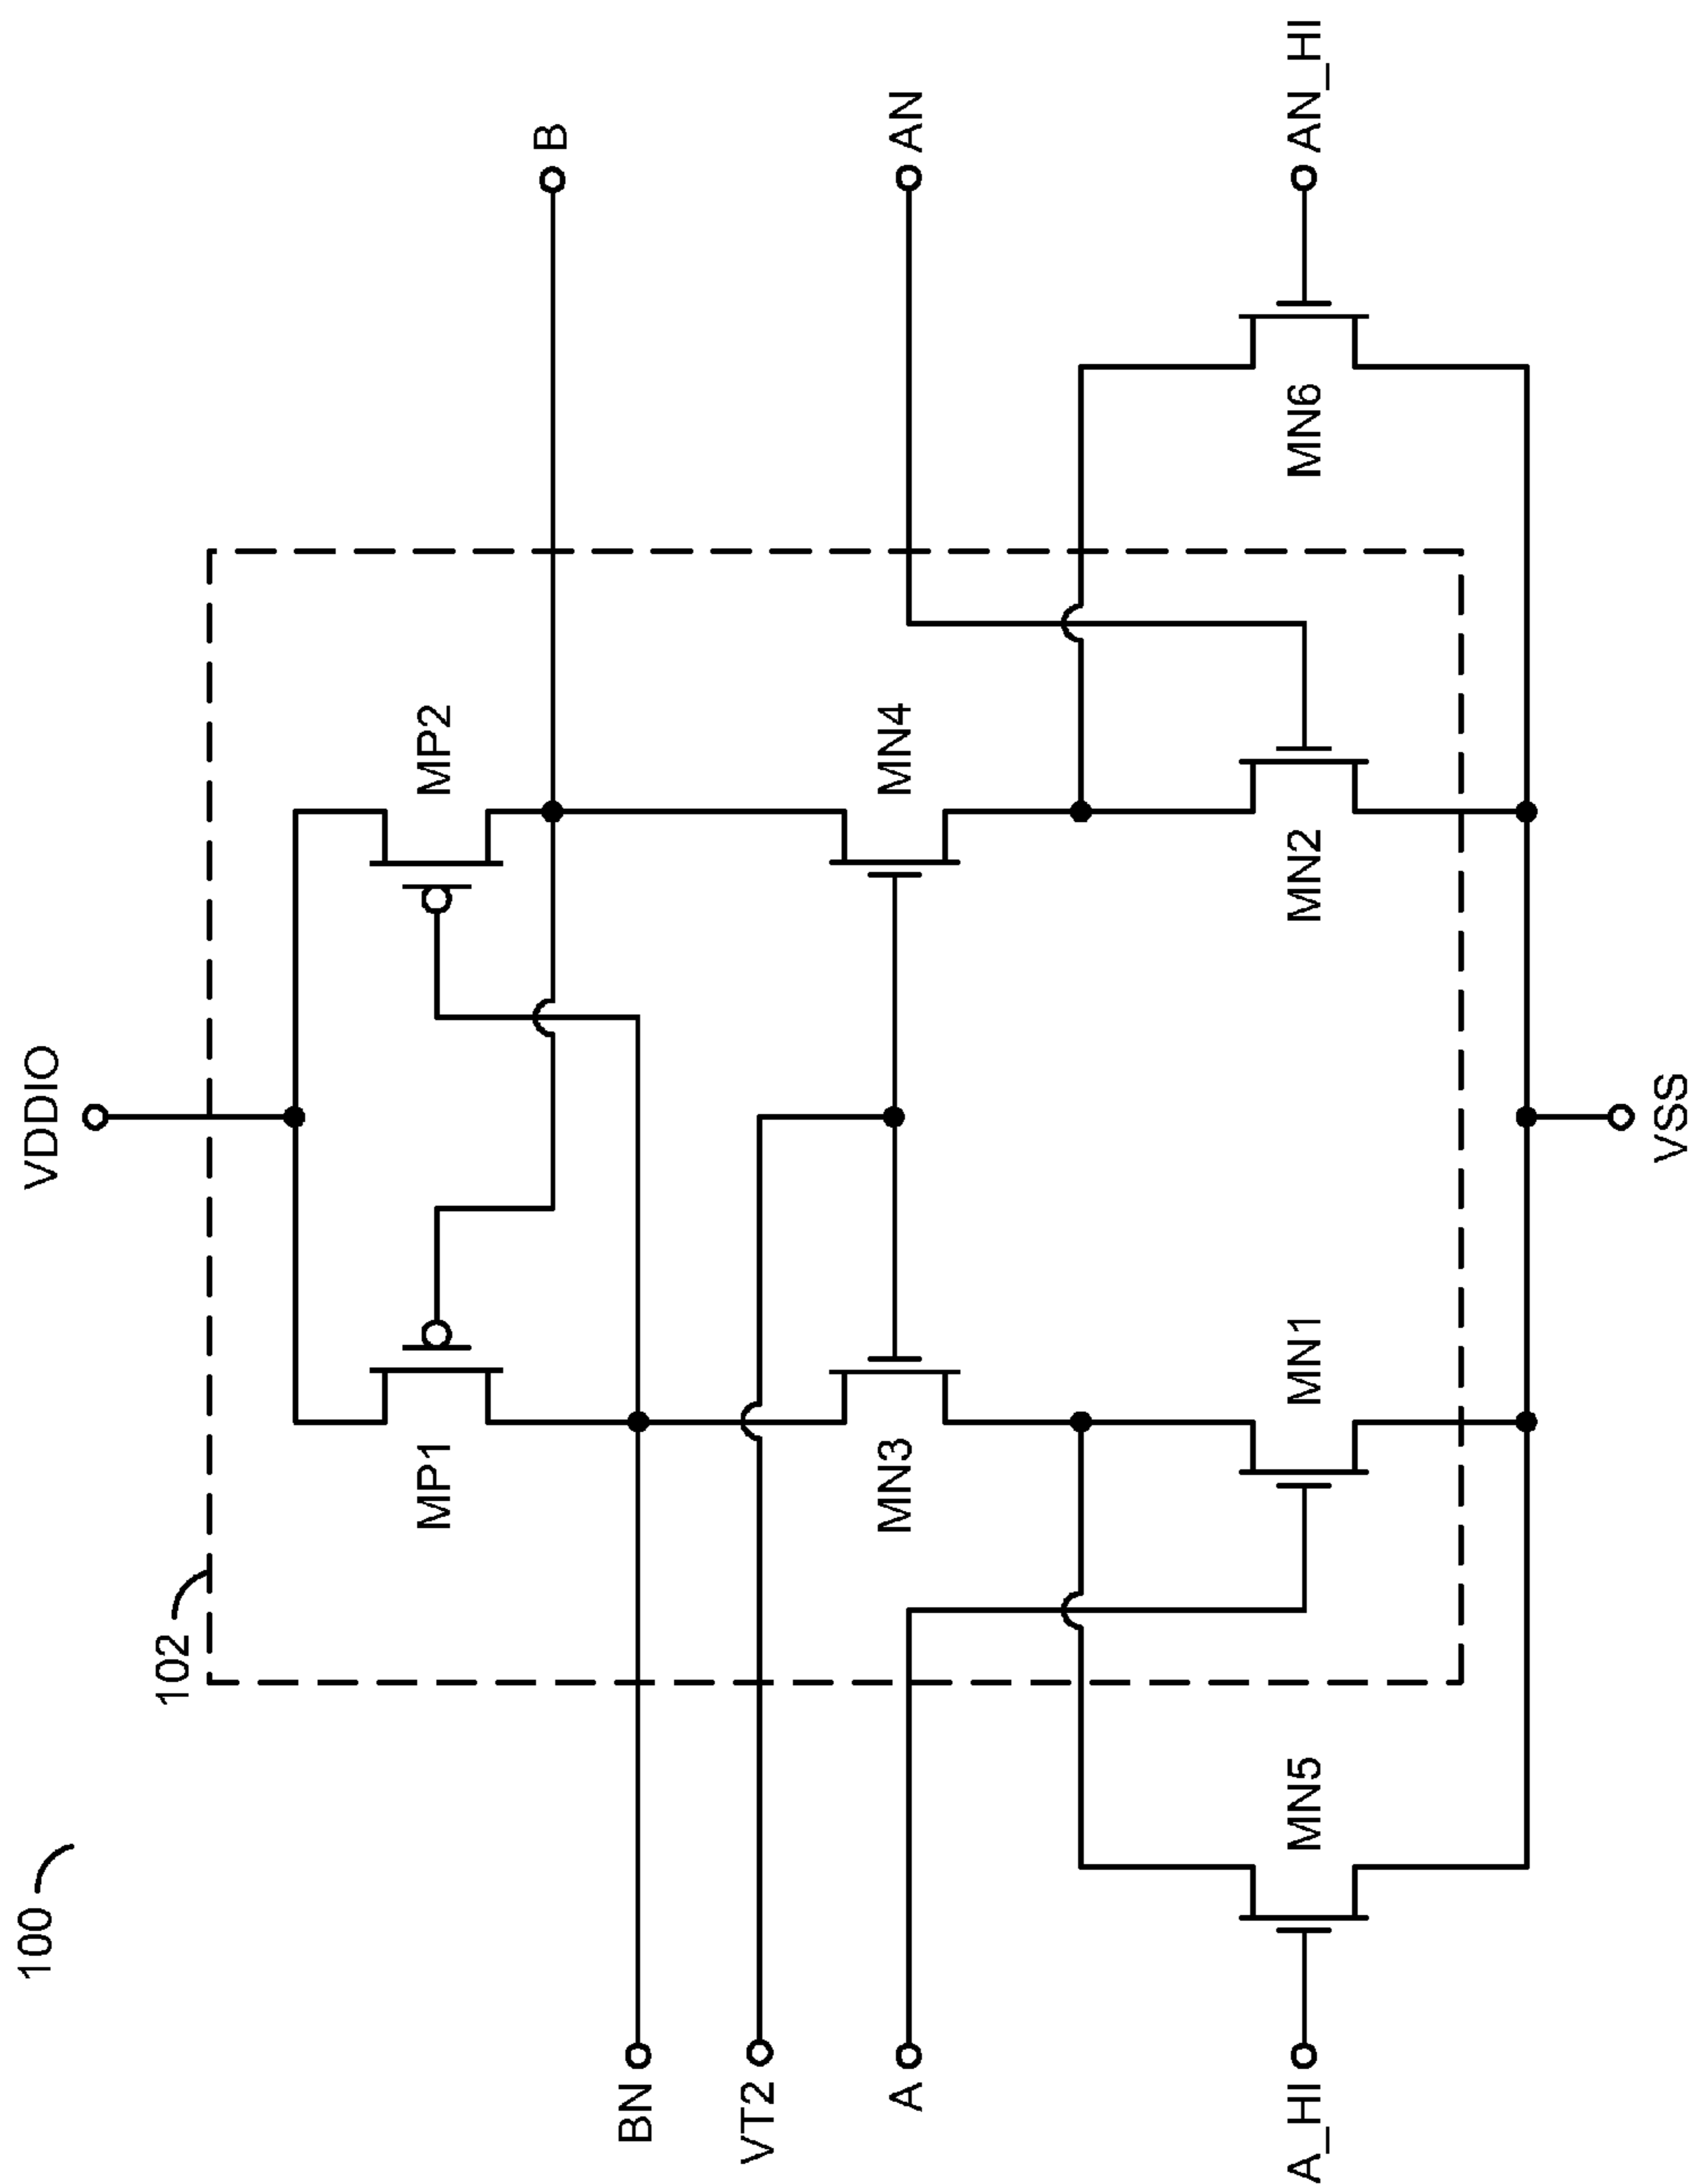 100
102
VDDIO
MP1
MP2
B
BN
VT2
MN3
MN4
A
AN
A_HI
MN5
MN1
MN2
MN6
AN_HI
VSS